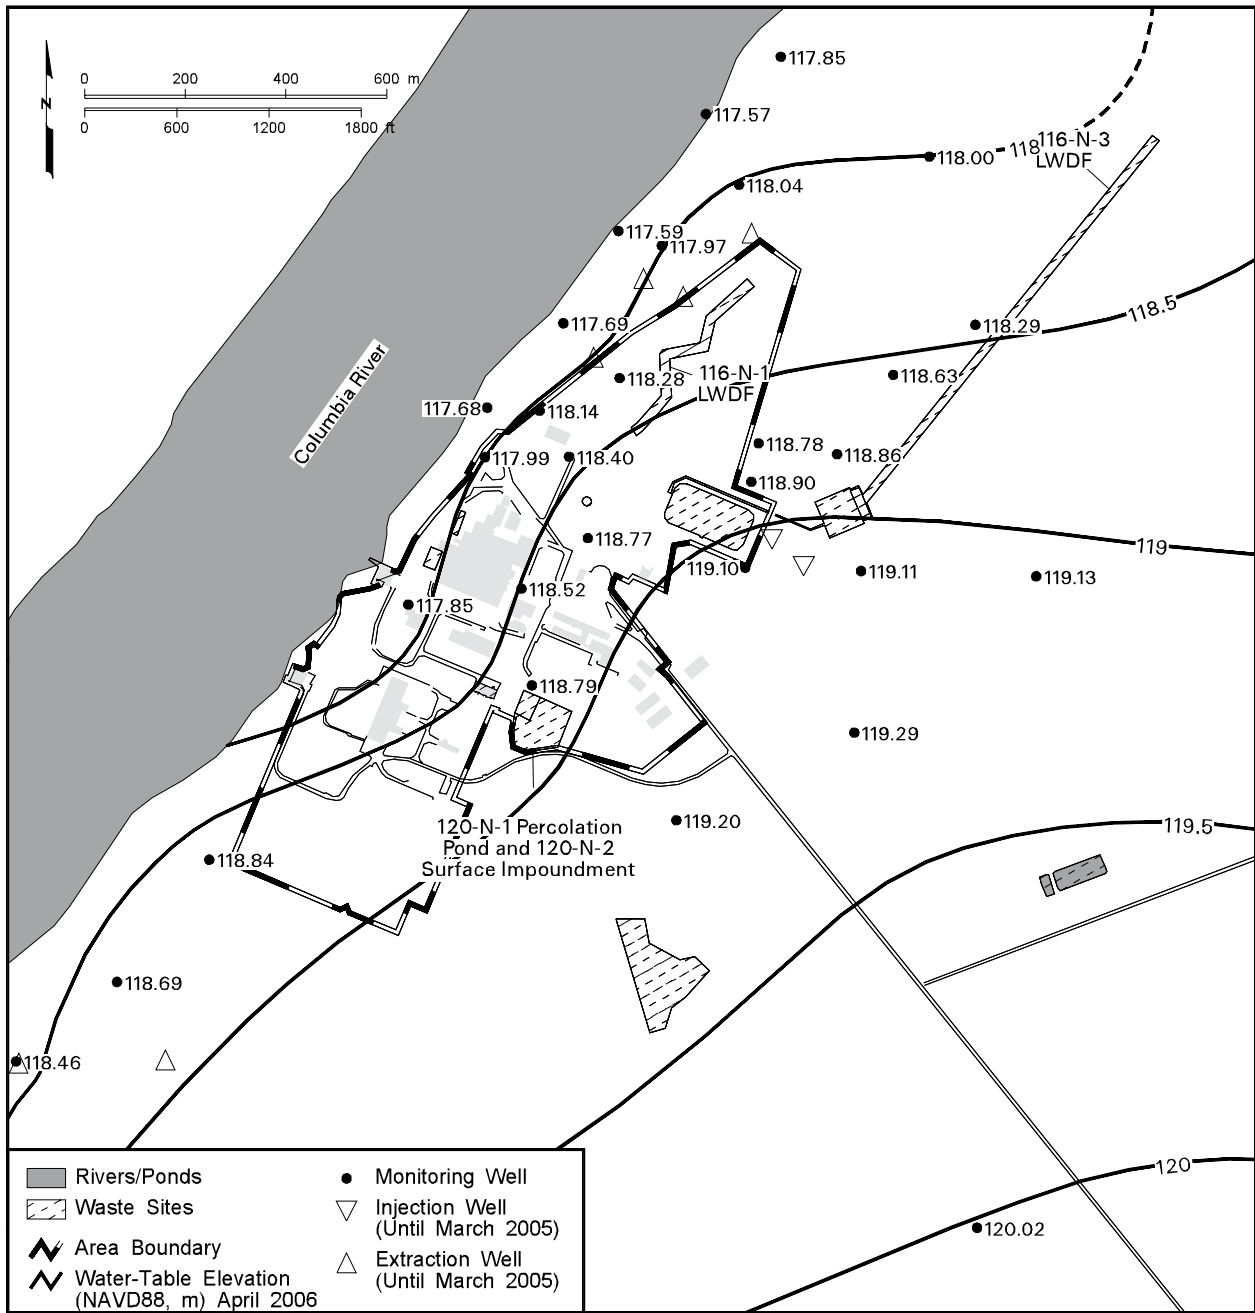 117.85
0 200 400 600 m
N
117.57
0 600 1200 1800 ft
118
116-N-3
LWDF
118.00
118.04
117.59
117.97
118.5
117.69
118.29
116-N-1
LWDF
118.28
118.63
Columbia River
117.68
118.14
118.78
118.86
117.99
118.40
118.90
118.77
119
119.10
119.11
119.13
118.52
117.85
118.79
119.29
119.20
119.5
120-N-1 Percolation
Pond and 120-N-2
Surface Impoundment
118.84
118.69
118.46
120
120.02
Rivers/Ponds
Waste Sites
Area Boundary
Water-Table Elevation
(NAVD88, m) April 2006
Monitoring Well
Injection Well
(Until March 2005)
Extraction Well
(Until March 2005)